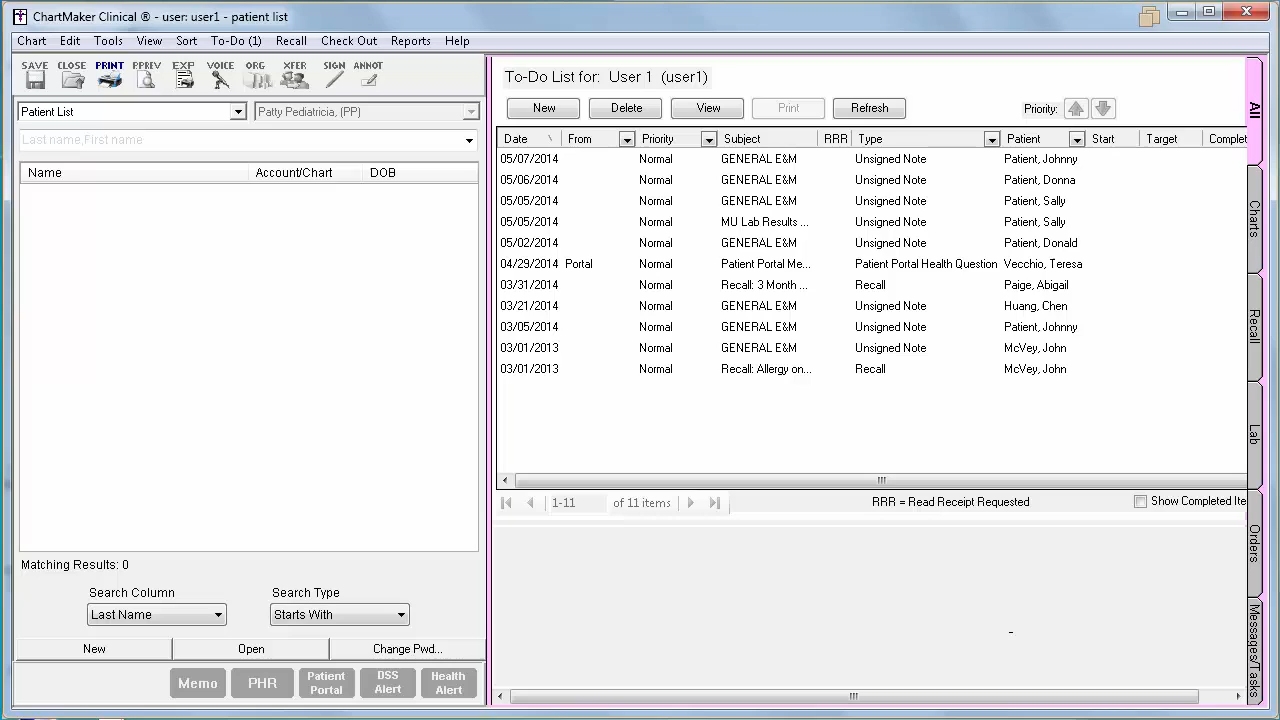 ChartMaker Clinical ® - user: user1 - patient list
Chart Edit Tools View Sort To-Do (1) Recall Check Out Reports Help
SAVE CLOSE PRINT P.PREV EXP VOICE ORG XFER SIGN ANNOT
Patient List Patty Pediatricia, (PP)
Last name,First name
Name Account/Chart DOB
Matching Results: 0
Search Column Search Type
Last Name Starts With
New Open Change Pwd...
Memo PHR Patient Portal DSS Alert Health Alert
To-Do List for: User 1 (user1)
New Delete View Print Refresh Priority:
Date From Priority Subject RRR Type Patient Start Target Complet
05/07/2014 Normal GENERAL E&M Unsigned Note Patient, Johnny
05/06/2014 Normal GENERAL E&M Unsigned Note Patient, Donna
05/05/2014 Normal GENERAL E&M Unsigned Note Patient, Sally
05/05/2014 Normal MU Lab Results ... Unsigned Note Patient, Sally
05/02/2014 Normal GENERAL E&M Unsigned Note Patient, Donald
04/29/2014 Portal Normal Patient Portal Me... Patient Portal Health Question Vecchio, Teresa
03/31/2014 Normal Recall: 3 Month ... Recall Paige, Abigail
03/21/2014 Normal GENERAL E&M Unsigned Note Huang, Chen
03/05/2014 Normal GENERAL E&M Unsigned Note Patient, Johnny
03/01/2013 Normal GENERAL E&M Unsigned Note McVey, John
03/01/2013 Normal Recall: Allergy on... Recall McVey, John
1-11 of 11 items RRR = Read Receipt Requested Show Completed Ite
All
Charts
Recall
Lab
Orders
Messages/Tasks